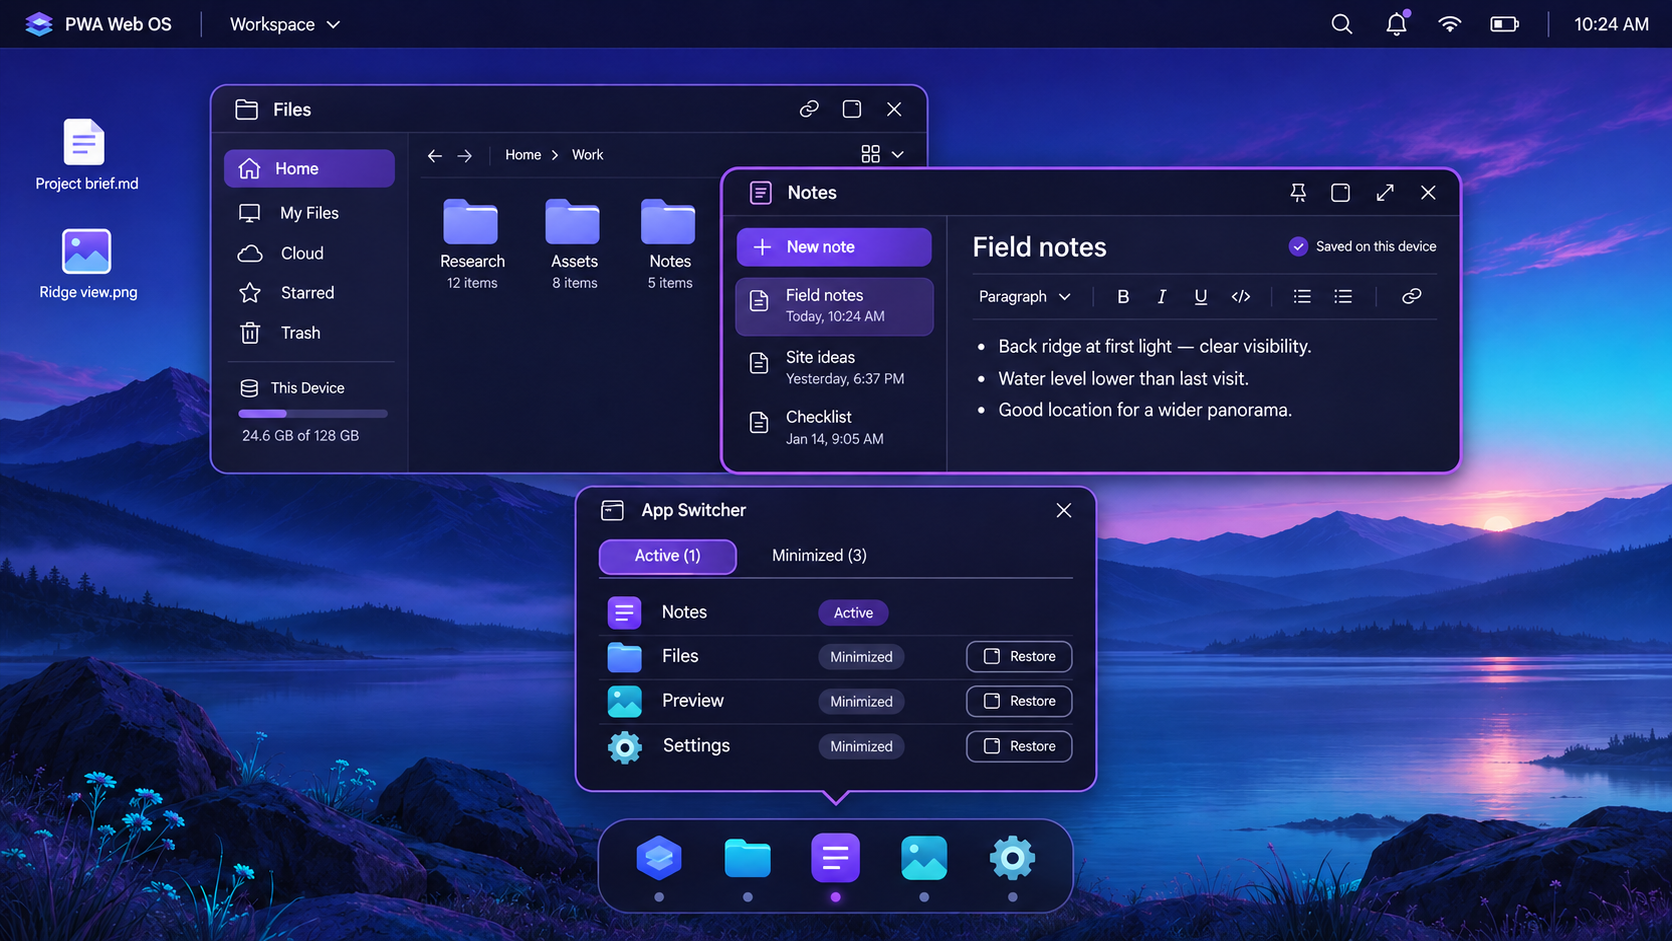 PWA Web OS
Workspace
10:24 AM
Project brief.md
Ridge view.png
Files
Home
My Files
Cloud
Starred
Trash
This Device
24.6 GB of 128 GB
Home > Work
Research
12 items
Assets
8 items
Notes
5 items
Notes
New note
Field notes
Today, 10:24 AM
Site ideas
Yesterday, 6:37 PM
Checklist
Jan 14, 9:05 AM
Field notes
Saved on this device
Paragraph
B I U </>
• Back ridge at first light — clear visibility.
• Water level lower than last visit.
• Good location for a wider panorama.
App Switcher
Active (1)
Minimized (3)
Notes Active
Files Minimized Restore
Preview Minimized Restore
Settings Minimized Restore